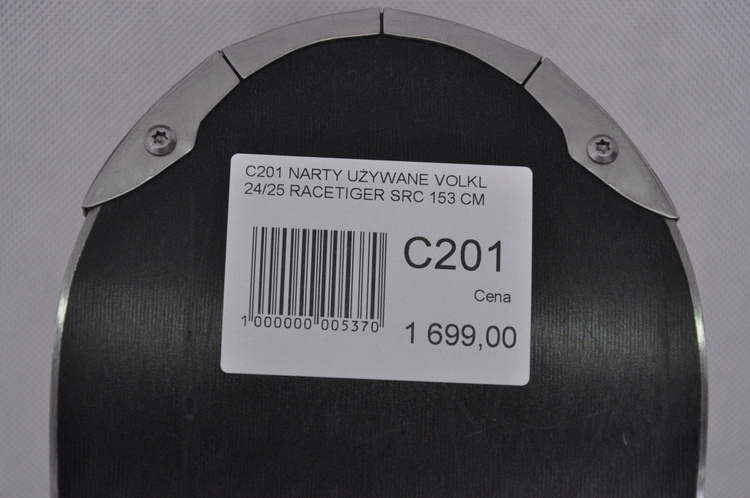 C201 NARTY UŻYWANE VOLKL
24/25 RACETIGER SRC 153 CM
C201
Cena
1 000000 005370
1 699,00